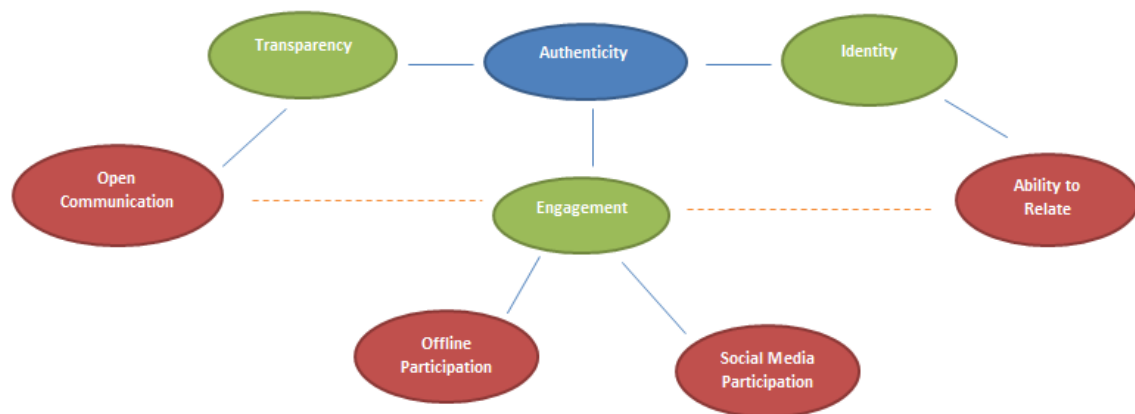 Transparency
Authenticity
Identity
Open
Communication
Engagement
Ability to
Relate
Offline
Participation
Social Media
Participation